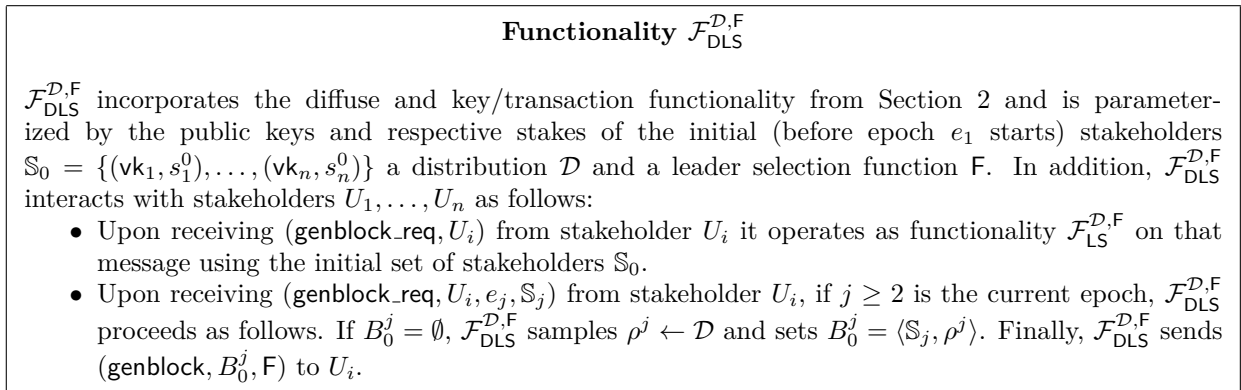 Functionality $\mathcal{F}_{\mathsf{DLS}}^{\mathcal{D},\mathsf{F}}$
$\mathcal{F}_{\mathsf{DLS}}^{\mathcal{D},\mathsf{F}}$ incorporates the diffuse and key/transaction functionality from Section 2 and is parameter-
ized by the public keys and respective stakes of the initial (before epoch $e_1$ starts) stakeholders
$\mathbb{S}_0 = \{(\mathsf{vk}_1, s_1^0), \ldots, (\mathsf{vk}_n, s_n^0)\}$ a distribution $\mathcal{D}$ and a leader selection function $\mathsf{F}$. In addition, $\mathcal{F}_{\mathsf{DLS}}^{\mathcal{D},\mathsf{F}}$
interacts with stakeholders $U_1, \ldots, U_n$ as follows:
• Upon receiving $(\mathsf{genblock\_req}, U_i)$ from stakeholder $U_i$ it operates as functionality $\mathcal{F}_{\mathsf{LS}}^{\mathcal{D},\mathsf{F}}$ on that
message using the initial set of stakeholders $\mathbb{S}_0$.
• Upon receiving $(\mathsf{genblock\_req}, U_i, e_j, \mathbb{S}_j)$ from stakeholder $U_i$, if $j \geq 2$ is the current epoch, $\mathcal{F}_{\mathsf{DLS}}^{\mathcal{D},\mathsf{F}}$
proceeds as follows. If $B_0^j = \emptyset$, $\mathcal{F}_{\mathsf{DLS}}^{\mathcal{D},\mathsf{F}}$ samples $\rho^j \leftarrow \mathcal{D}$ and sets $B_0^j = \langle \mathbb{S}_j, \rho^j \rangle$. Finally, $\mathcal{F}_{\mathsf{DLS}}^{\mathcal{D},\mathsf{F}}$ sends
$(\mathsf{genblock}, B_0^j, \mathsf{F})$ to $U_i$.